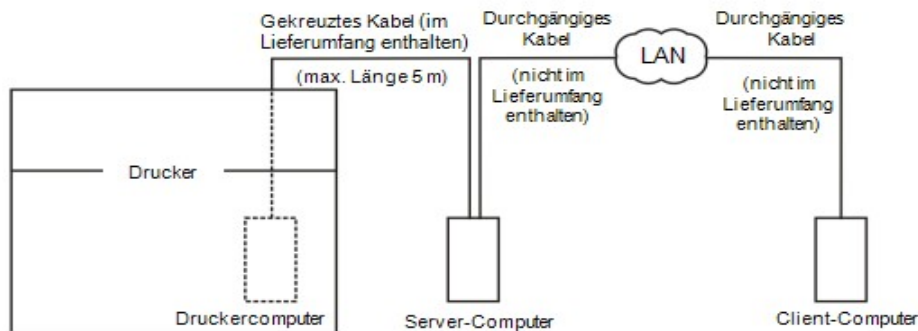 Gekreuztes Kabel (im
Lieferumfang enthalten)
(max. Länge 5 m)
Durchgängiges
Kabel
(nicht im
Lieferumfang
enthalten)
LAN
Durchgängiges
Kabel
(nicht im
Lieferumfang
enthalten)
Drucker
Druckercomputer
Server-Computer
Client-Computer